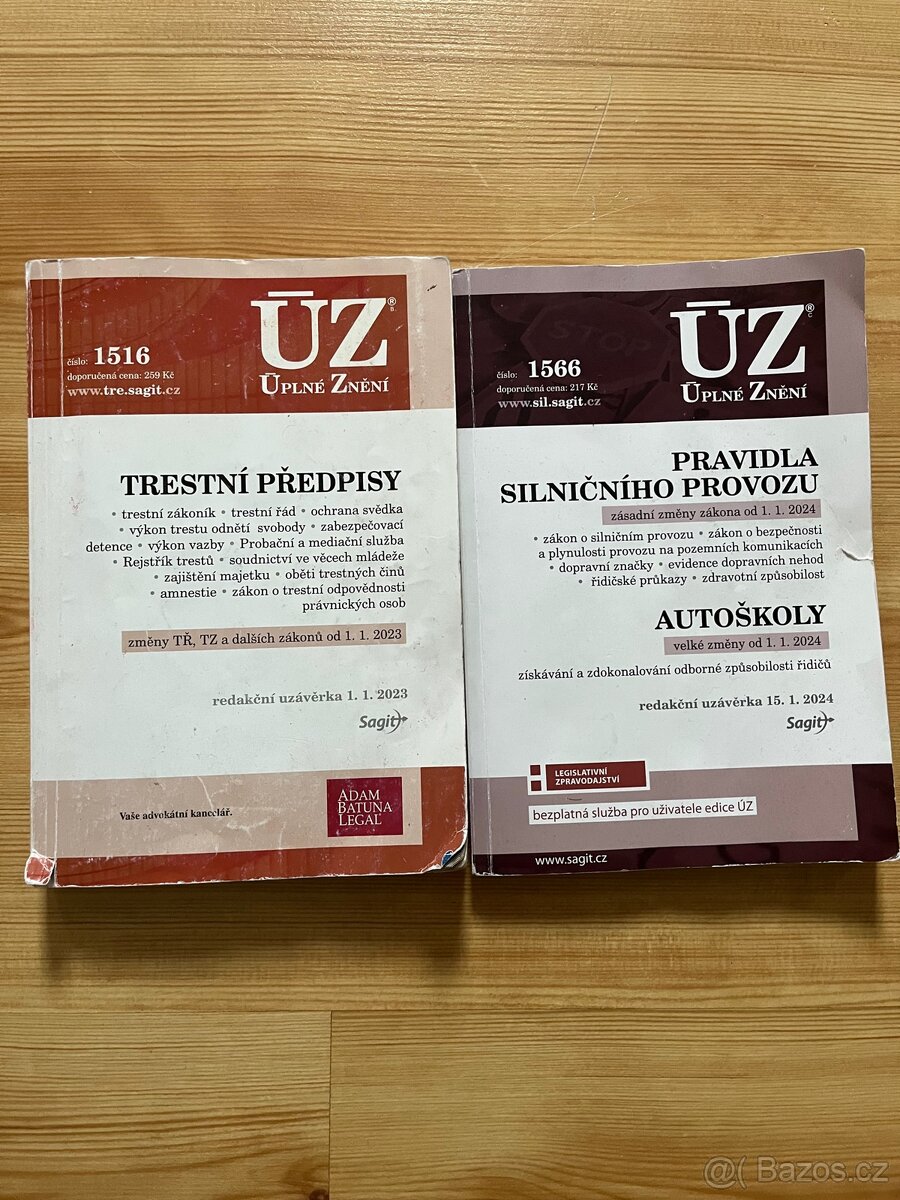 číslo: 1516
doporučená cena: 259 Kč
www.tre.sagit.cz
ŪZ®
B.
ŪPLNÉ ZNĚNÍ
TRESTNÍ PŘEDPISY
• trestní zákoník • trestní řád • ochrana svědka
• výkon trestu odnětí svobody • zabezpečovací
detence • výkon vazby • Probační a mediační služba
• Rejstřík trestů • soudnictví ve věcech mládeže
• zajištění majetku • oběti trestných činů
• amnestie • zákon o trestní odpovědnosti
právnických osob
změny TŘ, TZ a dalších zákonů od 1. 1. 2023
redakční uzávěrka 1. 1. 2023
Sagit
Vaše advokátní kancelář.
ADAM
BATUNA
LEGAL
číslo: 1566
doporučená cena: 217 Kč
www.sil.sagit.cz
ŪZ®
C.
ŪPLNÉ ZNĚNÍ
PRAVIDLA
SILNIČNÍHO PROVOZU
zásadní změny zákona od 1. 1. 2024
• zákon o silničním provozu • zákon o bezpečnosti
a plynulosti provozu na pozemních komunikacích
• dopravní značky • evidence dopravních nehod
• řidičské průkazy • zdravotní způsobilost
AUTOŠKOLY
velké změny od 1. 1. 2024
získávání a zdokonalování odborné způsobilosti řidičů
redakční uzávěrka 15. 1. 2024
Sagit
LEGISLATIVNÍ
ZPRAVODAJSTVÍ
bezplatná služba pro uživatele edice ÚZ
www.sagit.cz
@( Bazos.cz